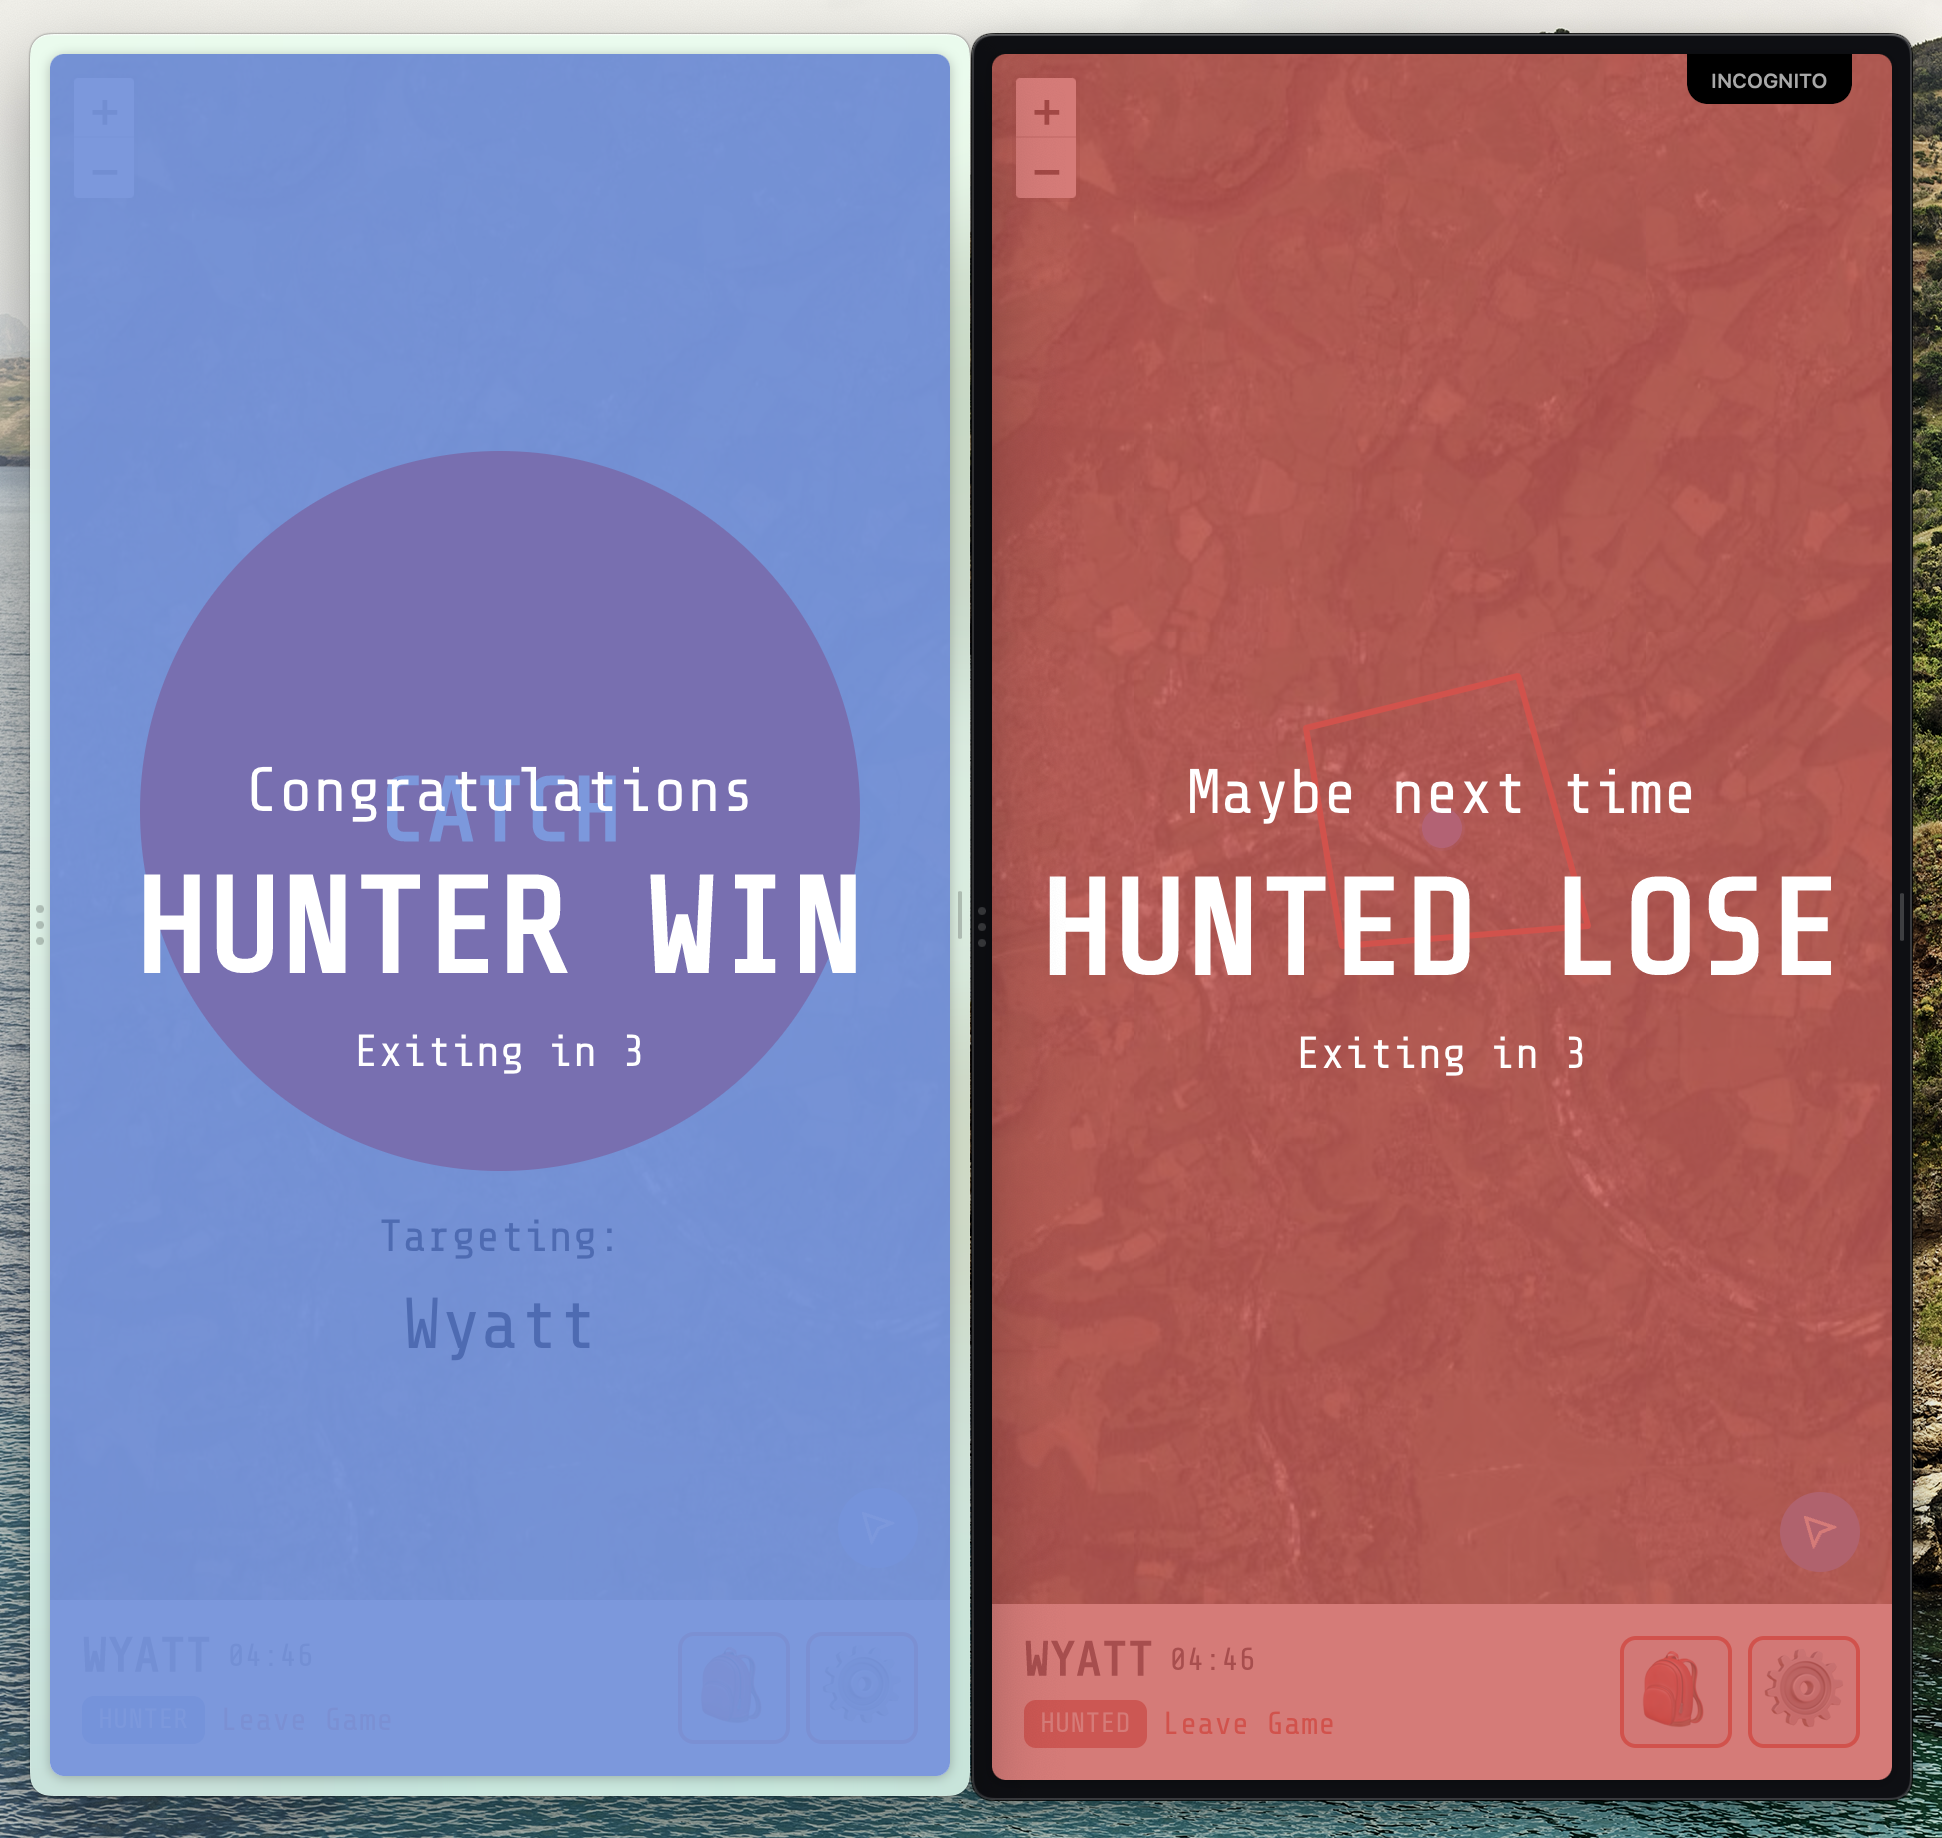 +
−
Congratulations
CATCH
HUNTER WIN
Exiting in 3
Targeting:
Wyatt
WYATT 04:46
HUNTER Leave Game
INCOGNITO
+
−
Maybe next time
HUNTED LOSE
Exiting in 3
WYATT 04:46
HUNTED Leave Game